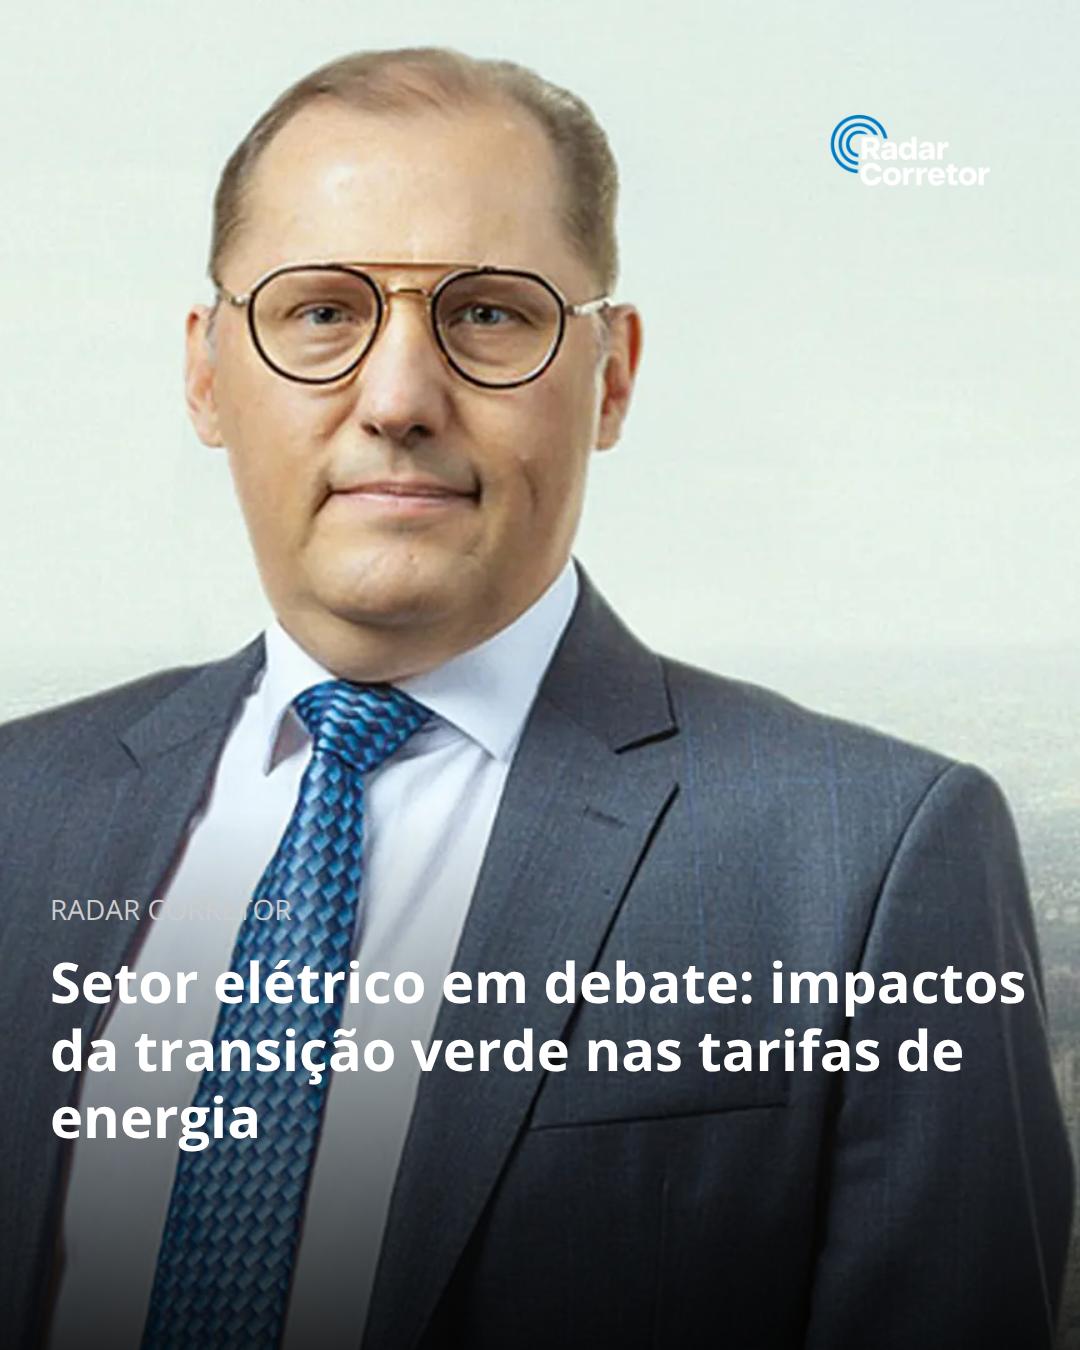 Radar
Corretor
RADAR CORRETOR
Setor elétrico em debate: impactos
da transição verde nas tarifas de
energia